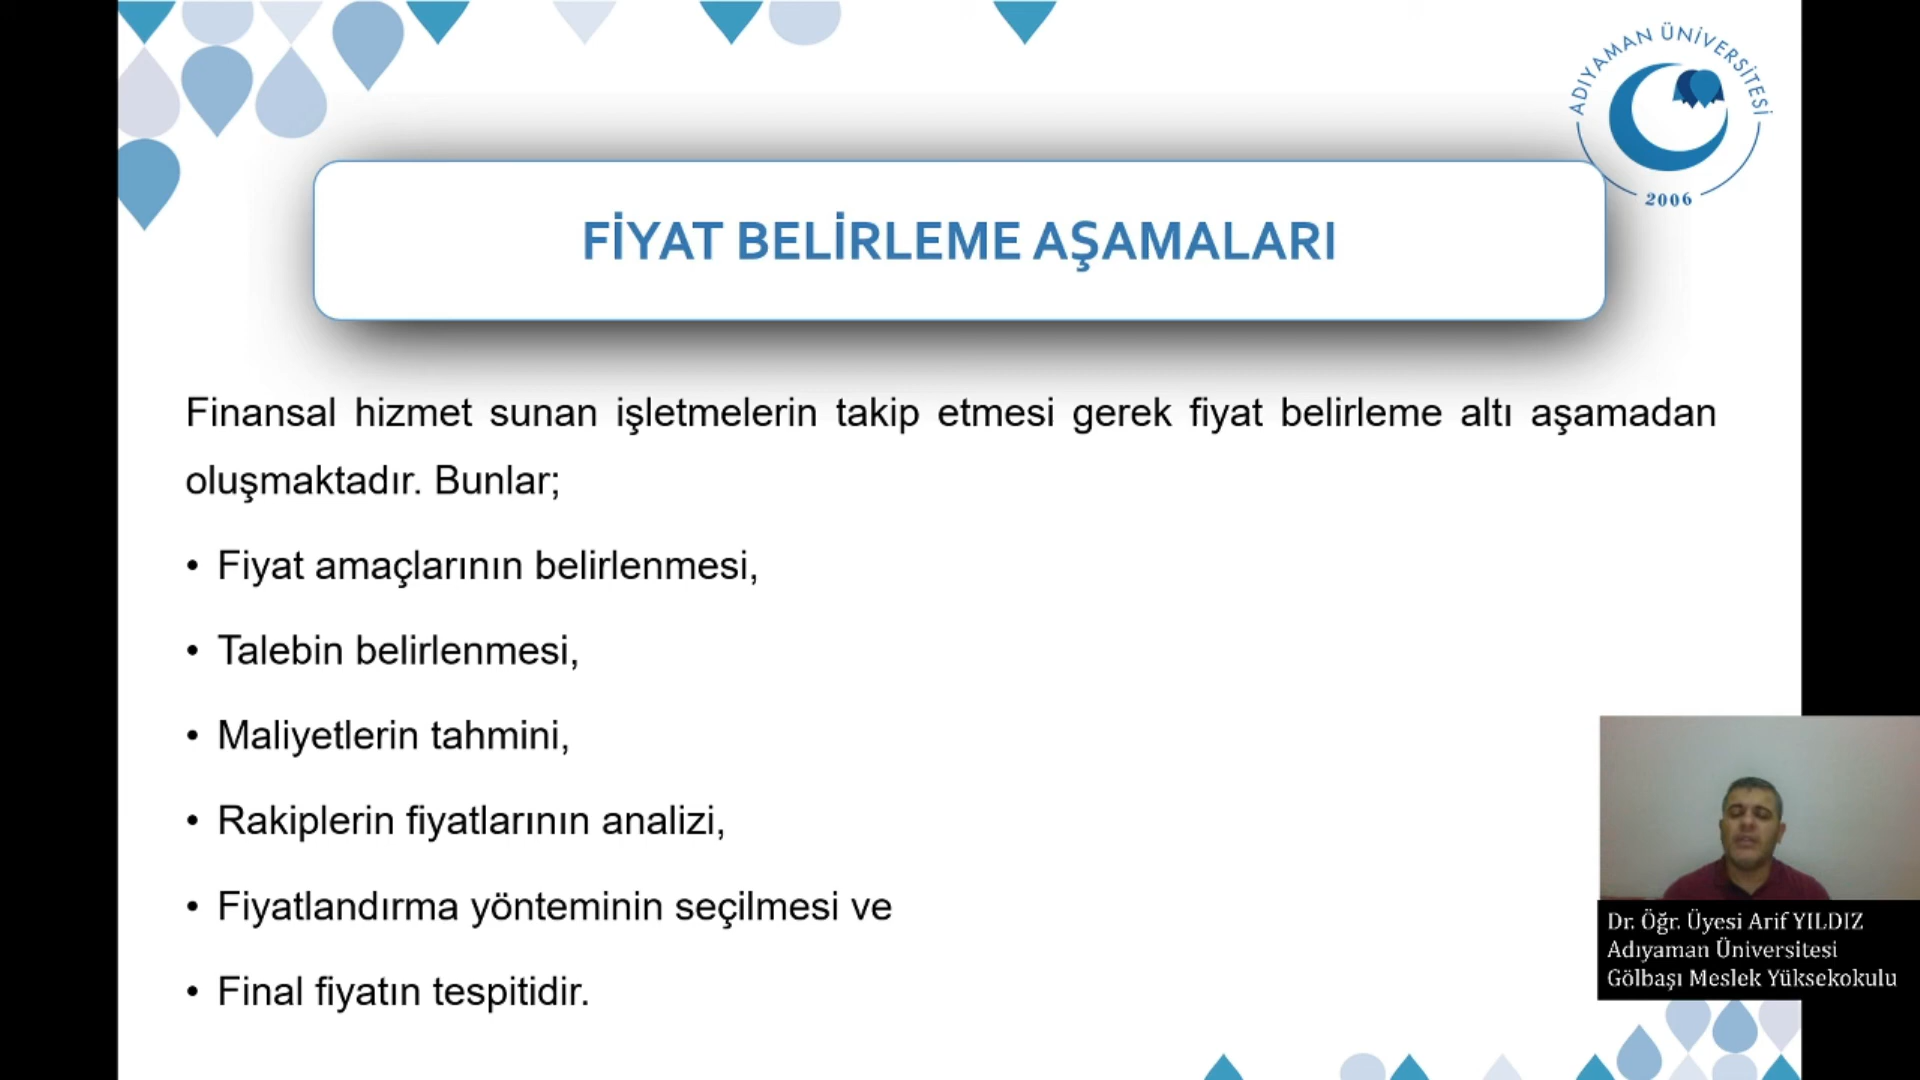 ADIYAMAN ÜNİVERSİTESİ
2006
FİYAT BELİRLEME AŞAMALARI
Finansal hizmet sunan işletmelerin takip etmesi gerek fiyat belirleme altı aşamadan
oluşmaktadır. Bunlar;
• Fiyat amaçlarının belirlenmesi,
• Talebin belirlenmesi,
• Maliyetlerin tahmini,
• Rakiplerin fiyatlarının analizi,
• Fiyatlandırma yönteminin seçilmesi ve
• Final fiyatın tespitidir.
Dr. Öğr. Üyesi Arif YILDIZ
Adıyaman Üniversitesi
Gölbaşı Meslek Yüksekokulu